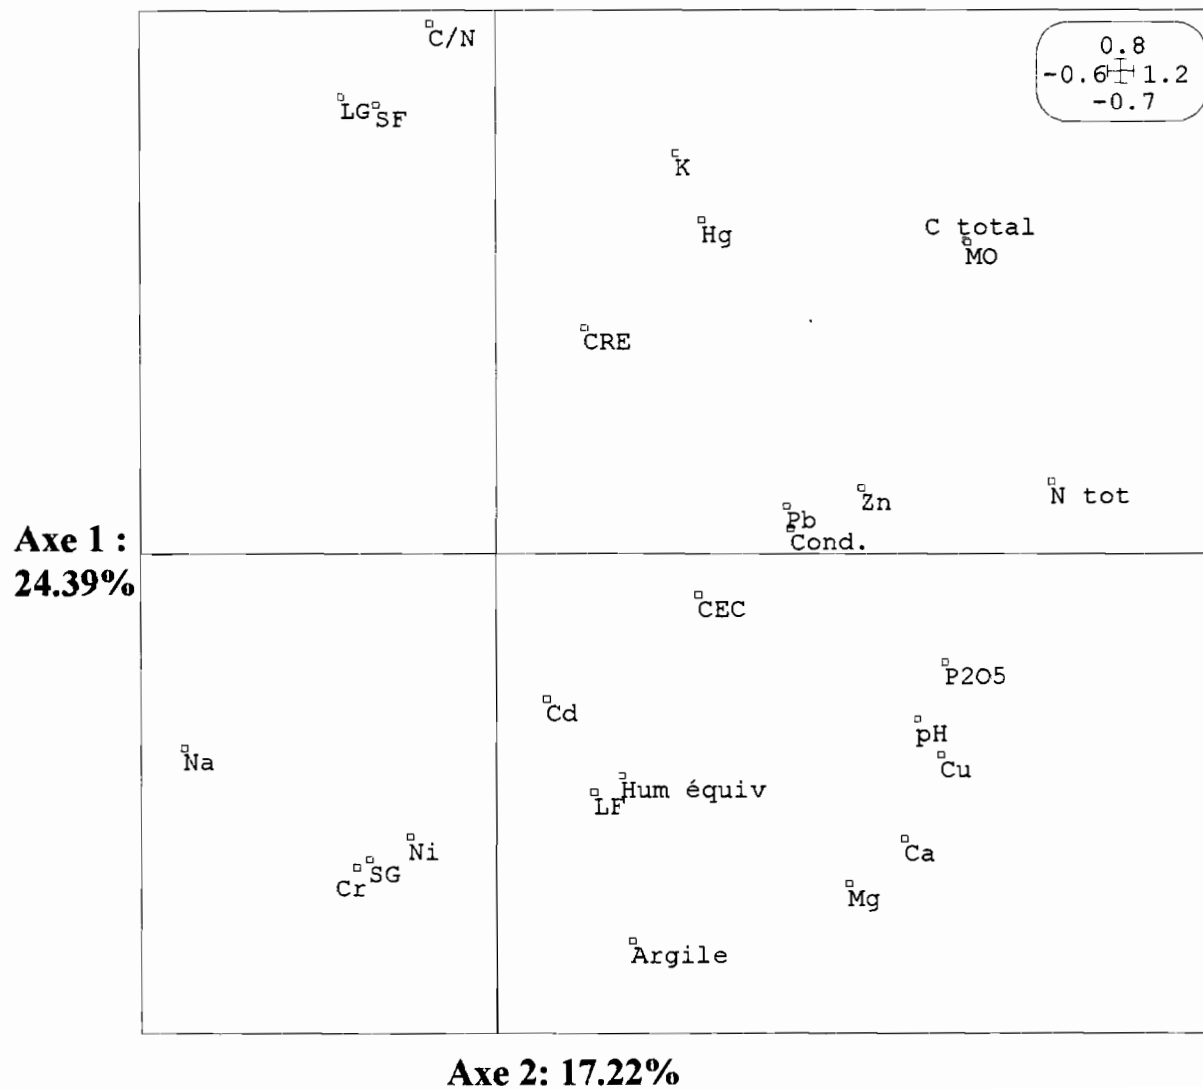 C/N
0.8
-0.6 1.2
-0.7
LG SF
K
Hg
C total
MO
CRE
N tot
Zn
Pb
Cond.
Axe 1 :
24.39%
CEC
P2O5
Cd
pH
Na
Cu
Hum équiv
LF
Ni
Ca
SG
Cr
Mg
Argile
Axe 2: 17.22%